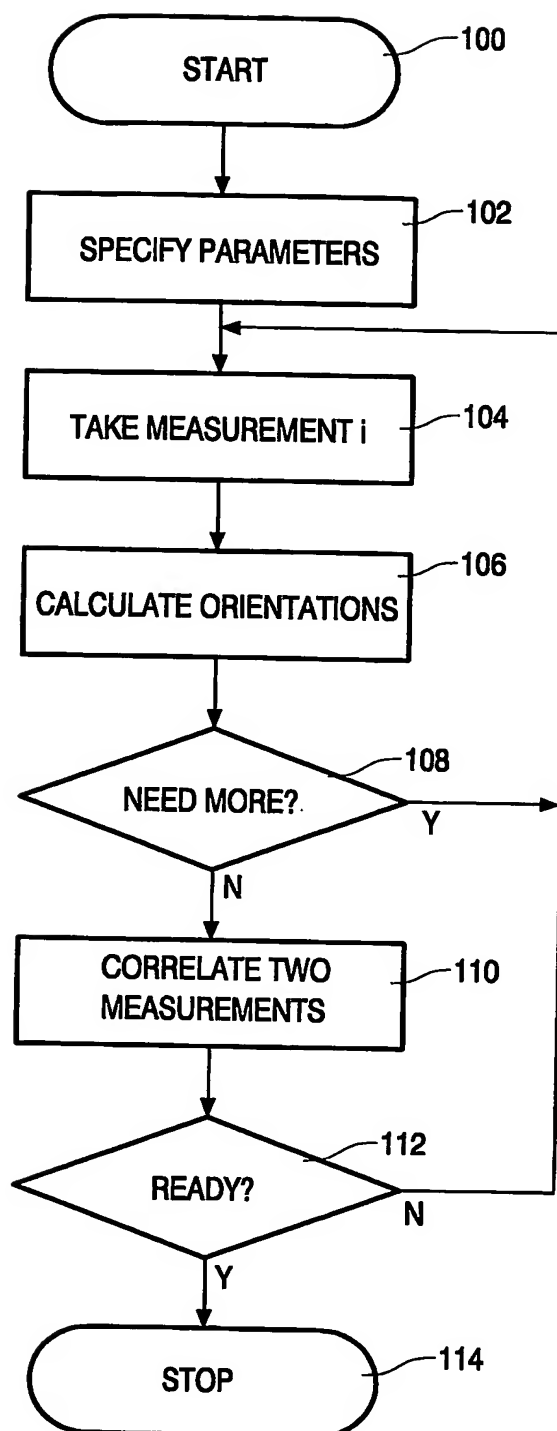 START
100
SPECIFY PARAMETERS
102
TAKE MEASUREMENT i
104
CALCULATE ORIENTATIONS
106
NEED MORE?
108
Y
N
CORRELATE TWO
MEASUREMENTS
110
READY?
112
N
Y
STOP
114